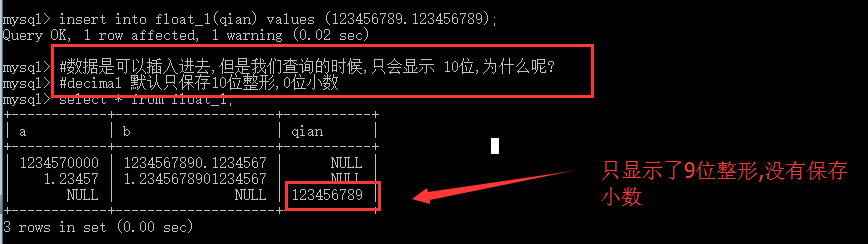 mysql> insert into float_1(qian) values (123456789.123456789);
Query OK, 1 row affected, 1 warning (0.02 sec)
mysql> #数据是可以插入进去,但是我们查询的时候,只会显示 10位,为什么呢?
mysql> #decimal 默认只保存10位整形,0位小数
mysql> select * from float_1;
+------------+--------------------+-----------+
| a | b | qian |
+------------+--------------------+-----------+
| 1234570000 | 1234567890.1234567 | NULL |
| 1.23457 | 1.2345678901234567 | NULL |
| NULL | NULL | 123456789 |
+------------+--------------------+-----------+
3 rows in set (0.00 sec)
只显示了9位整形,没有保存
小数